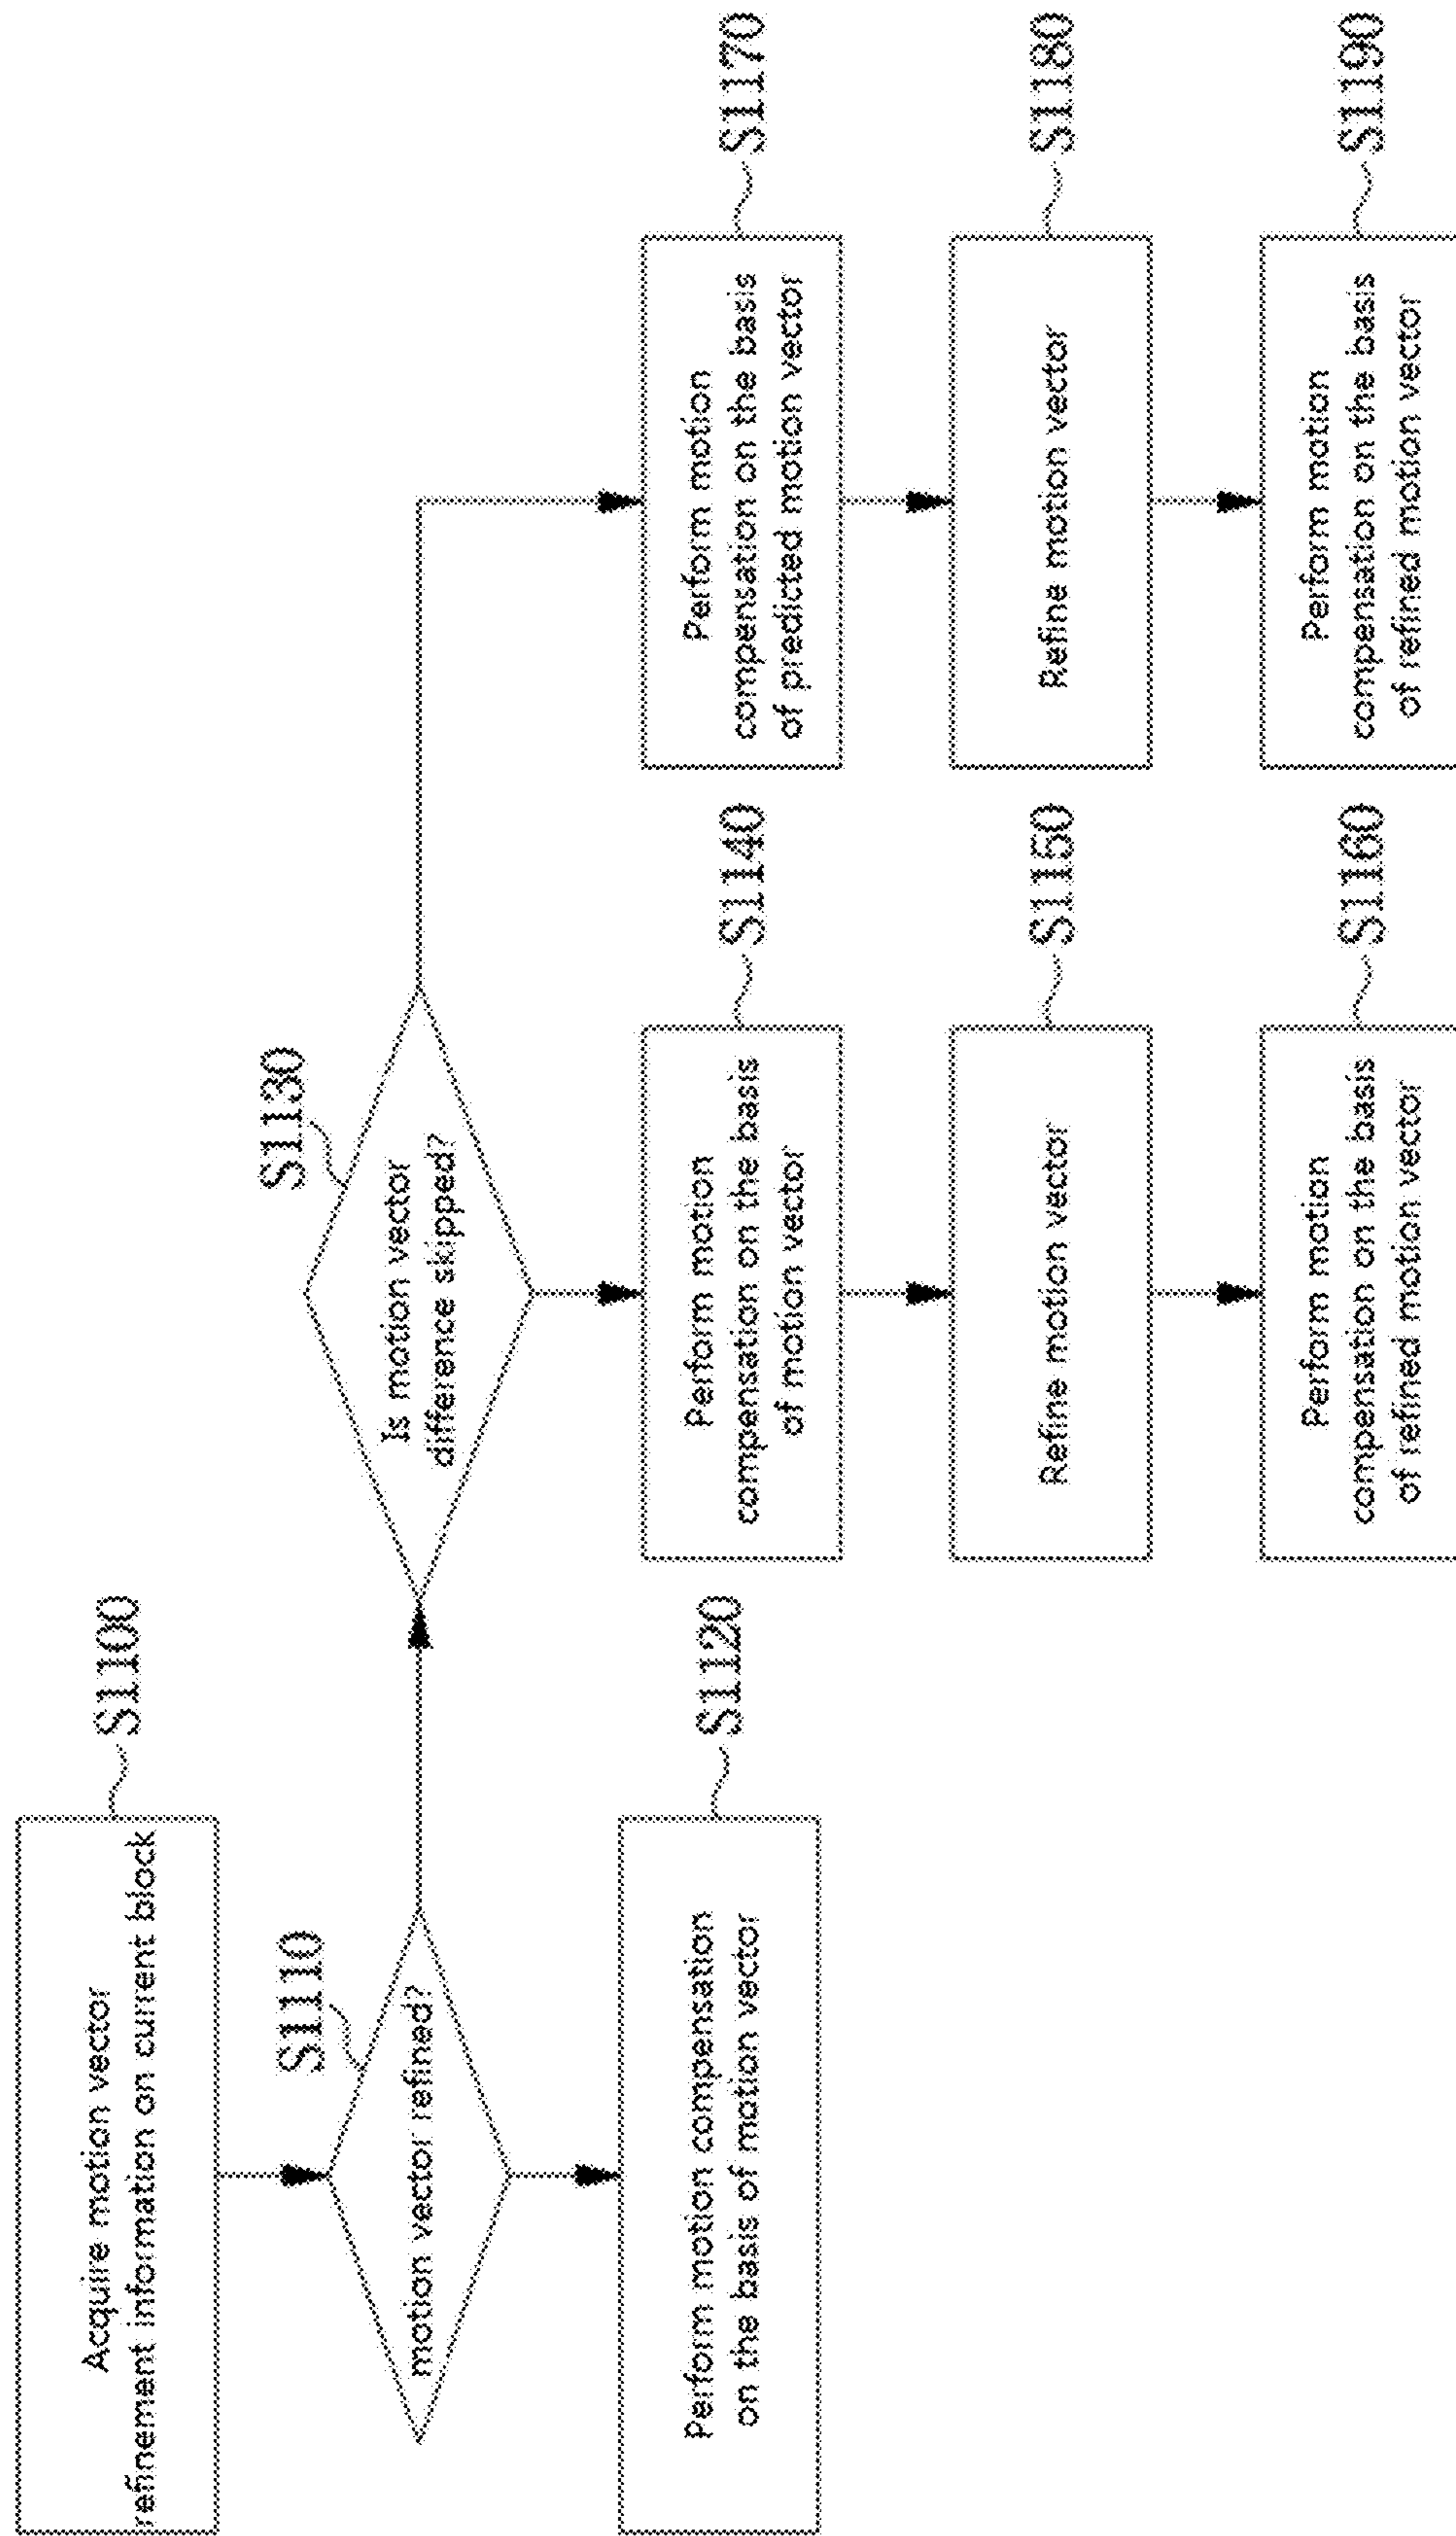 Acquire motion vector
refinement information on current block
S1100
S1110
motion vector refined?
Perform motion compensation
on the basis of motion vector
S1120
S1130
Is motion vector
difference skipped?
Perform motion
compensation on the basis
of motion vector
S1140
Refine motion vector
S1150
Perform motion
compensation on the basis
of refined motion vector
S1160
Perform motion
compensation on the basis
of predicted motion vector
S1170
Refine motion vector
S1180
Perform motion
compensation on the basis
of refined motion vector
S1190